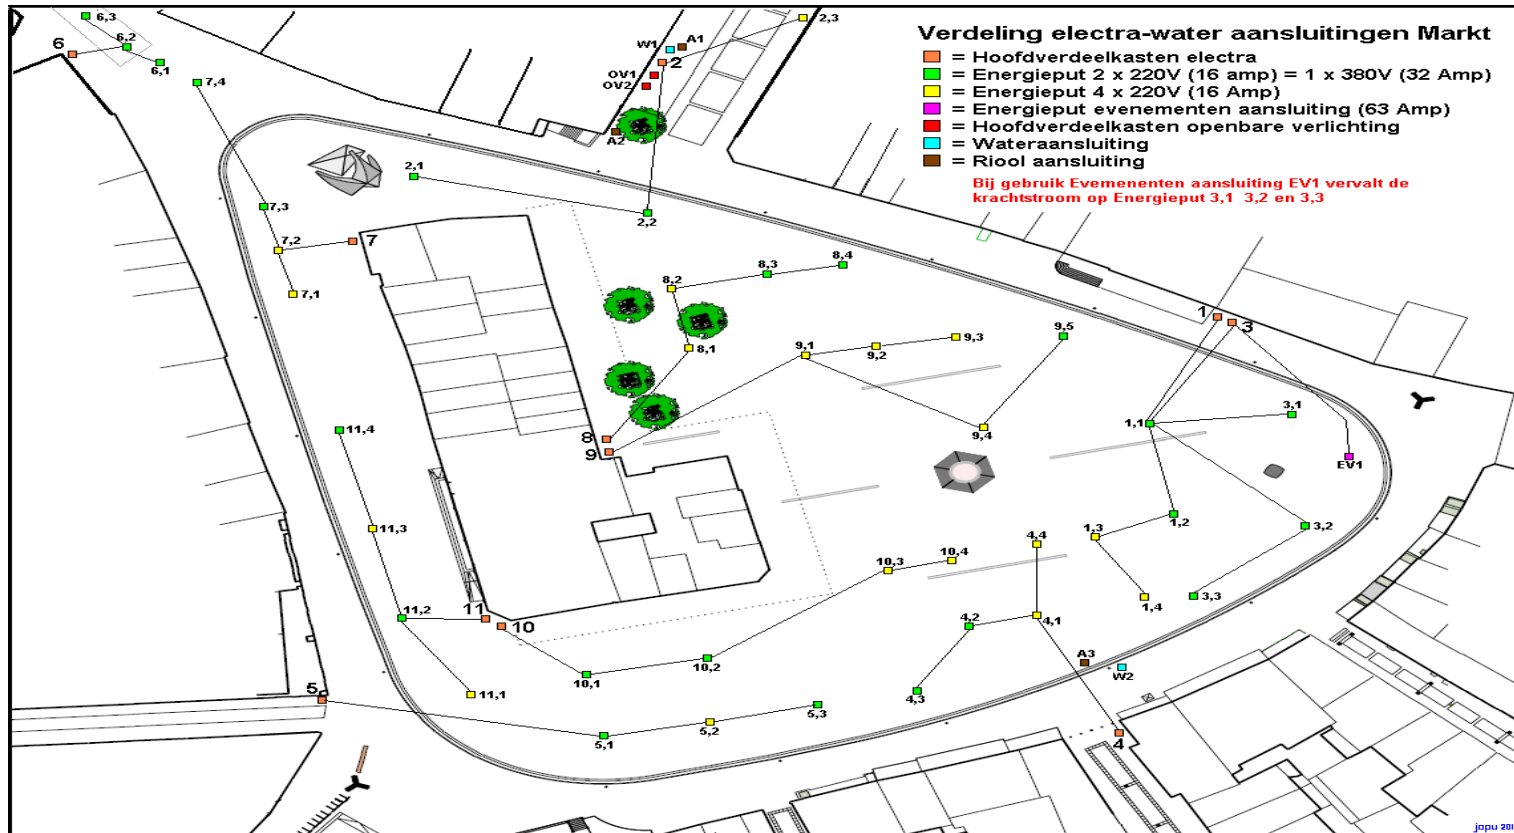 Verdeling electra-water aansluitingen Markt
= Hoofdverdeelkasten electra
= Energieput 2 x 220V (16 amp) = 1 x 380V (32 Amp)
= Energieput 4 x 220V (16 Amp)
= Energieput evenementen aansluiting (63 Amp)
= Hoofdverdeelkasten openbare verlichting
= Wateraansluiting
= Riool aansluiting
Bij gebruik Evemenenten aansluiting EV1 vervalt de
krachtstroom op Energieput 3,1 3,2 en 3,3
6,3
6,2
6
6,1
7,4
2,3
W1
A1
2
OV1
OV2
A2
2,1
2,2
7,3
7,2
7
7,1
8,4
8,3
8,2
8,1
9,1
9,2
9,3
9,5
1
3
8
9
9,4
1,1
3,1
EV1
11,4
11,3
11,2
11
10
11,1
1,2
1,3
3,2
4,4
10,4
10,3
1,4
3,3
4,1
4,2
10,2
10,1
A3
W2
4,3
5
5,1
5,2
5,3
4